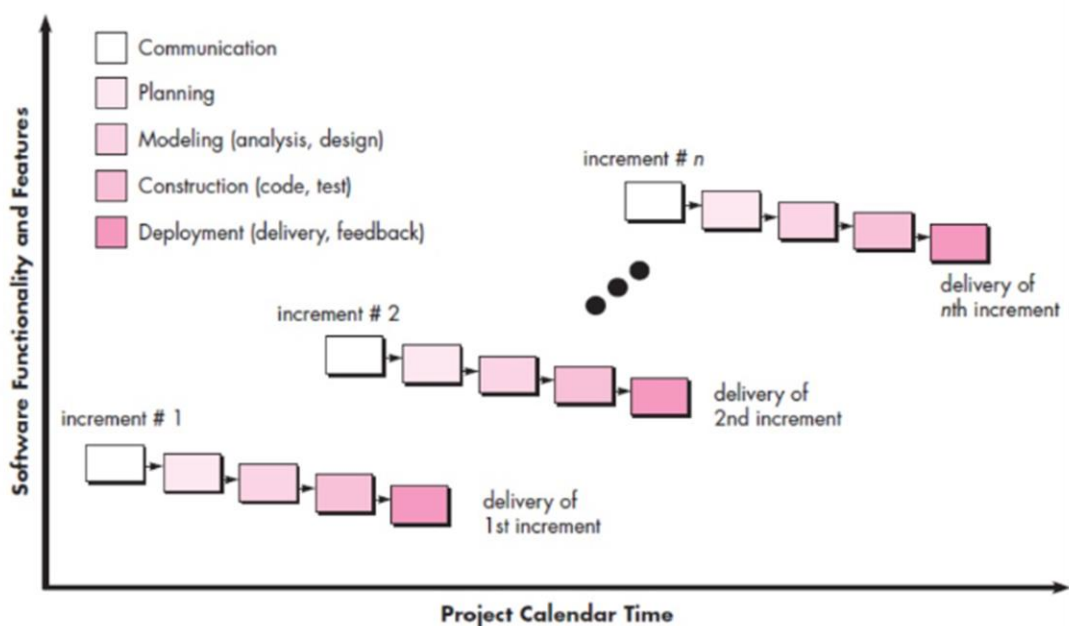 Software Functionality and Features
Communication
Planning
Modeling (analysis, design)
Construction (code, test)
Deployment (delivery, feedback)
increment # n
delivery of
nth increment
increment # 2
delivery of
2nd increment
increment # 1
delivery of
1st increment
Project Calendar Time